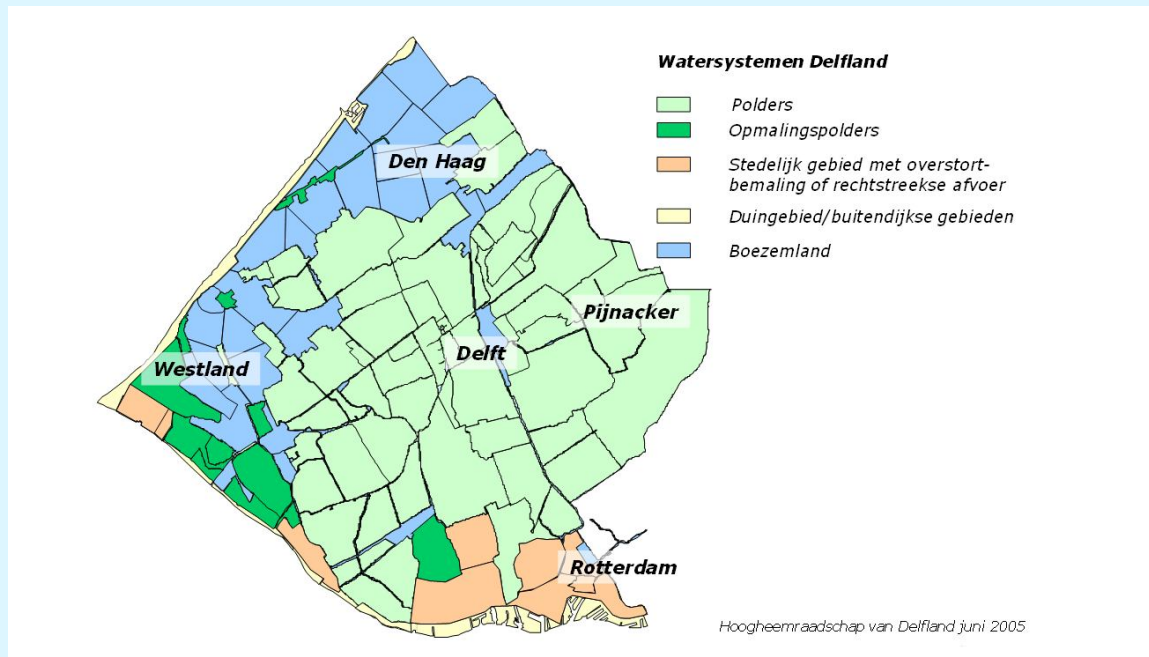 Watersystemen Delfland
Polders
Opmalingspolders
Stedelijk gebied met overstort-
bemaling of rechtstreekse afvoer
Duingebied/buitendijkse gebieden
Boezemland
Den Haag
Pijnacker
Delft
Westland
Rotterdam
Hoogheemraadschap van Delfland juni 2005